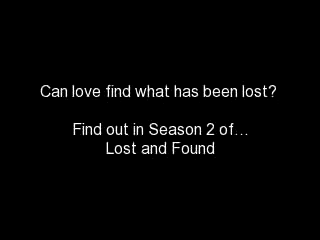 Can love find what has been lost?
Find out in Season 2 of…
Lost and Found